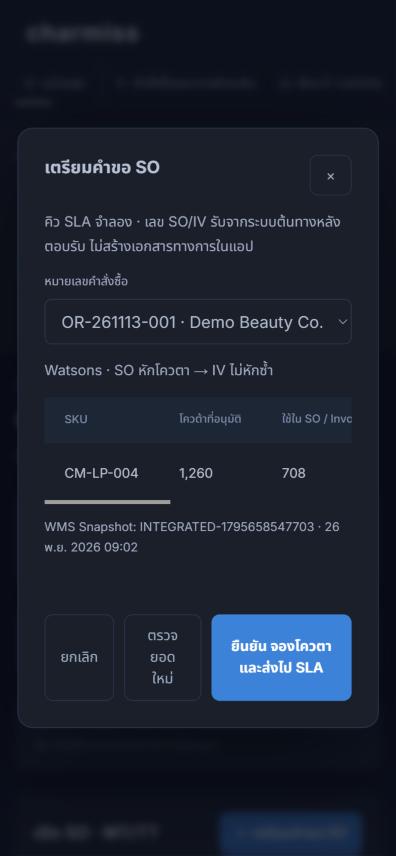 charmiss
เตรียมคำขอ SO
×
คิว SLA จำลอง · เลข SO/IV รับจากระบบต้นทางหลัง
ตอบรับ ไม่สร้างเอกสารทางการในแอป
หมายเลขคำสั่งซื้อ
OR-261113-001 · Demo Beauty Co.
Watsons · SO หักโควตา → IV ไม่หักซ้ำ
SKU โควต้าที่อนุมัติ ใช้ใน SO / Invo
CM-LP-004 1,260 708
WMS Snapshot: INTEGRATED-1795658547703 · 26
พ.ย. 2026 09:02
ยกเลิก
ตรวจ
ยอด
ใหม่
ยืนยัน จองโควตา
และส่งไป SLA